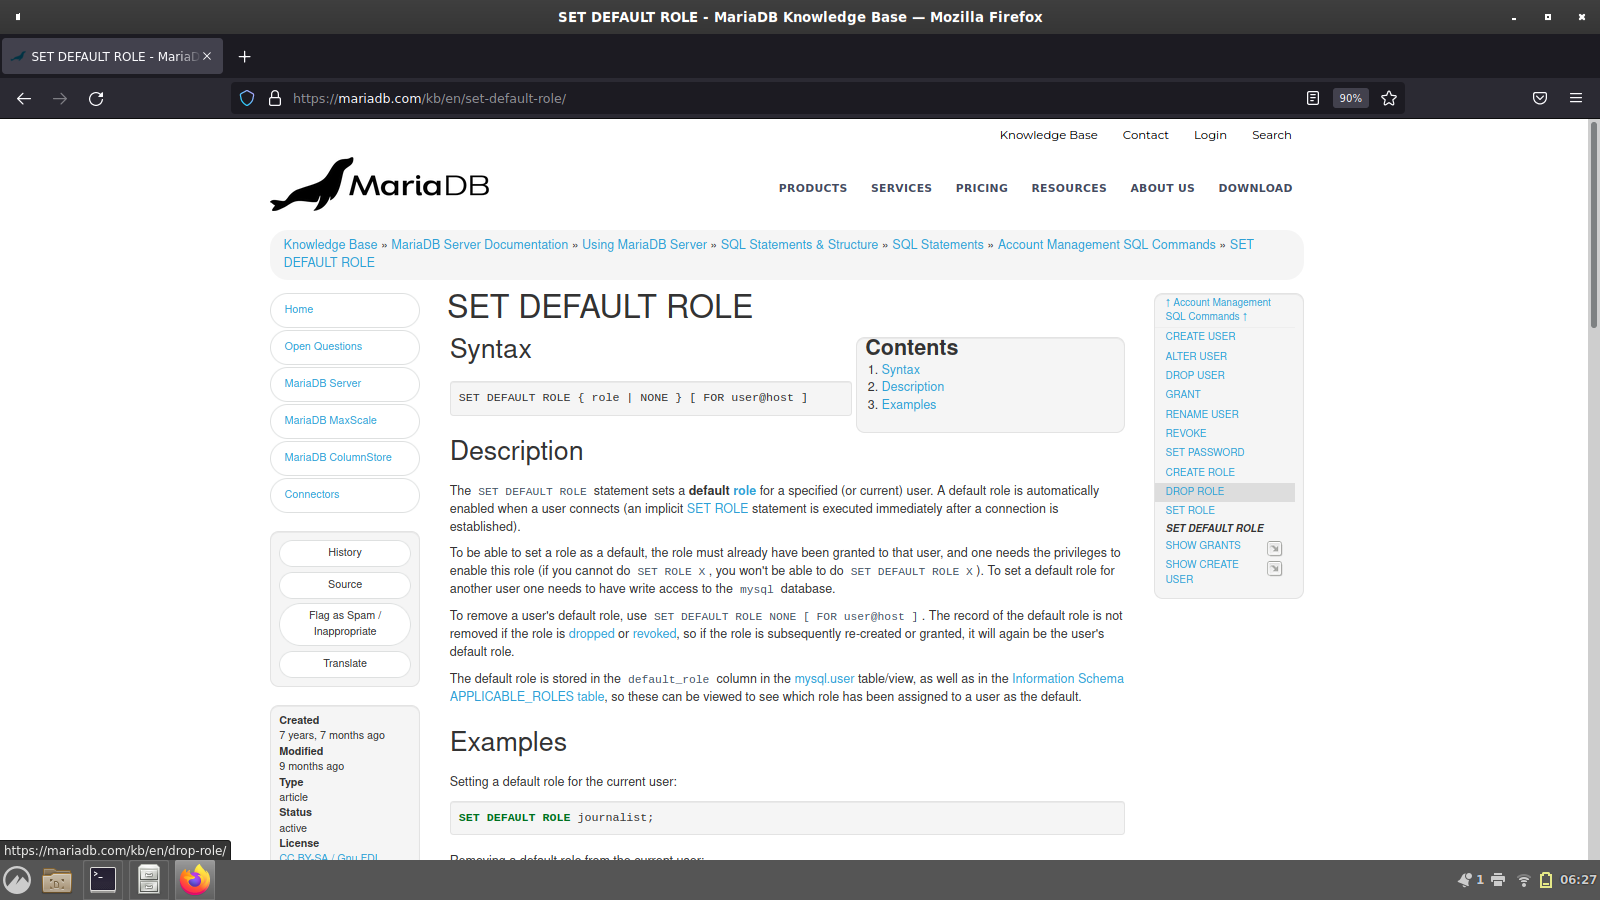 SET DEFAULT ROLE - MariaDB Knowledge Base — Mozilla Firefox
SET DEFAULT ROLE - MariaD
https://mariadb.com/kb/en/set-default-role/
90%
Knowledge Base Contact Login Search
MariaDB
PRODUCTS SERVICES PRICING RESOURCES ABOUT US DOWNLOAD
Knowledge Base » MariaDB Server Documentation » Using MariaDB Server » SQL Statements & Structure » SQL Statements » Account Management SQL Commands » SET
DEFAULT ROLE
Home
Open Questions
MariaDB Server
MariaDB MaxScale
MariaDB ColumnStore
Connectors
History
Source
Flag as Spam /
Inappropriate
Translate
Created
7 years, 7 months ago
Modified
9 months ago
Type
article
Status
active
License
CC BY-SA / Gnu FDL
SET DEFAULT ROLE
Syntax
SET DEFAULT ROLE { role | NONE } [ FOR user@host ]
Contents
1. Syntax
2. Description
3. Examples
Description
The SET DEFAULT ROLE statement sets a default role for a specified (or current) user. A default role is automatically
enabled when a user connects (an implicit SET ROLE statement is executed immediately after a connection is
established).
To be able to set a role as a default, the role must already have been granted to that user, and one needs the privileges to
enable this role (if you cannot do SET ROLE X, you won't be able to do SET DEFAULT ROLE X). To set a default role for
another user one needs to have write access to the mysql database.
To remove a user's default role, use SET DEFAULT ROLE NONE [ FOR user@host ]. The record of the default role is not
removed if the role is dropped or revoked, so if the role is subsequently re-created or granted, it will again be the user's
default role.
The default role is stored in the default_role column in the mysql.user table/view, as well as in the Information Schema
APPLICABLE_ROLES table, so these can be viewed to see which role has been assigned to a user as the default.
Examples
Setting a default role for the current user:
SET DEFAULT ROLE journalist;
Removing a default role from the current user:
↑ Account Management
SQL Commands ↑
CREATE USER
ALTER USER
DROP USER
GRANT
RENAME USER
REVOKE
SET PASSWORD
CREATE ROLE
DROP ROLE
SET ROLE
SET DEFAULT ROLE
SHOW GRANTS
SHOW CREATE
USER
https://mariadb.com/kb/en/drop-role/
1
06:27